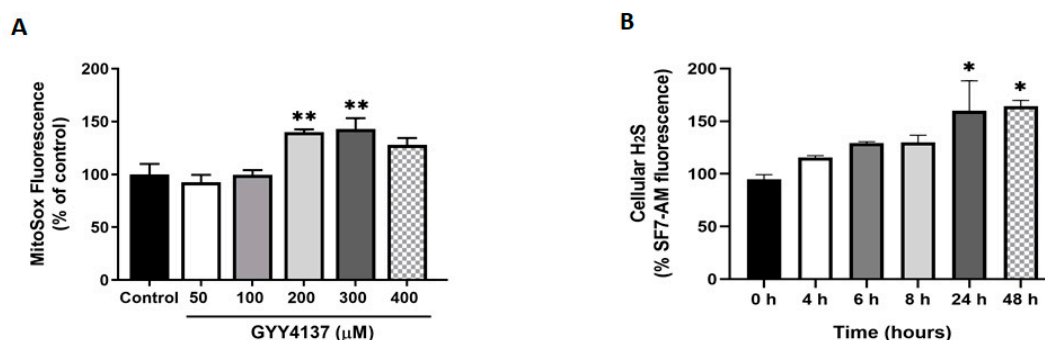 A
MitoSox Fluorescence
(% of control)
200
150
100
50
0
** **
Control 50 100 200 300 400
GYY4137 (μM)
B
Cellular H2S
(% SF7-AM fluorescence)
200
150
100
50
0
* *
0 h 4 h 6 h 8 h 24 h 48 h
Time (hours)